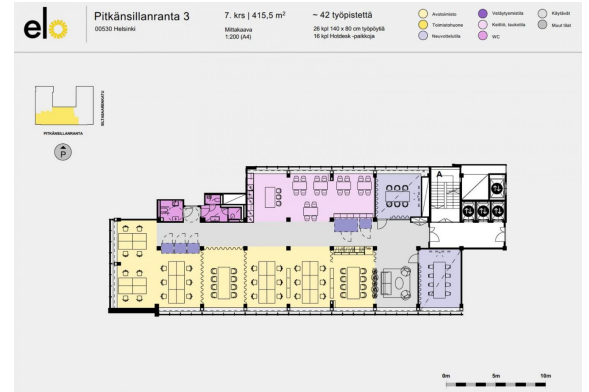 elo
Pitkänsillanranta 3
00530 Helsinki
7. krs | 415,5 m²
Mittakaava
1:200 (A4)
~ 42 työpistettä
26 kpl 140 x 80 cm työpöytiä
16 kpl Hotdesk -paikkoja
Avotoimisto
Toimistohuone
Neuvottelutila
Vetäytymistila
Keittiö, taukotila
WC
Käytävät
Muut tilat
SILTASAARENKATU
PITKÄNSILLANRANTA
P
A
0m 5m 10m